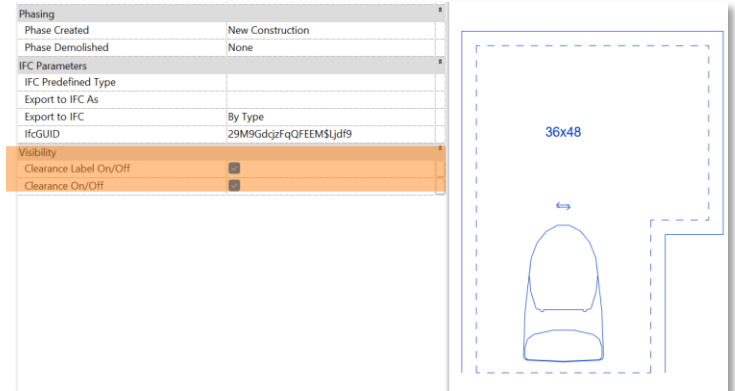 Phasing
Phase Created New Construction
Phase Demolished None
IFC Parameters
IFC Predefined Type
Export to IFC As
Export to IFC By Type
IfcGUID 29M9GdcjzFqQFEEM$Ljdf9
Visibility
Clearance Label On/Off
Clearance On/Off
36x48